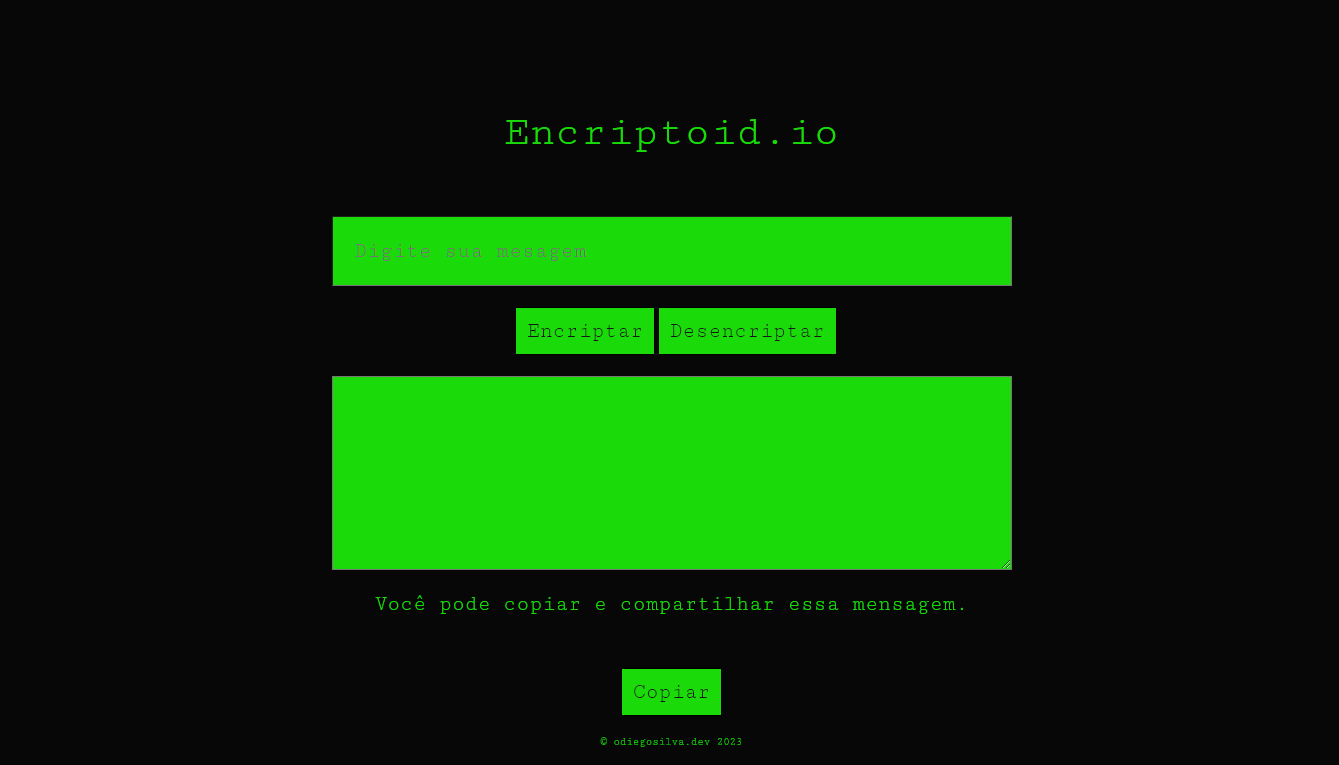 Encriptoid.io
Digite sua mesagem
Encriptar Desencriptar
Você pode copiar e compartilhar essa mensagem.
Copiar
© odiegosilva.dev 2023